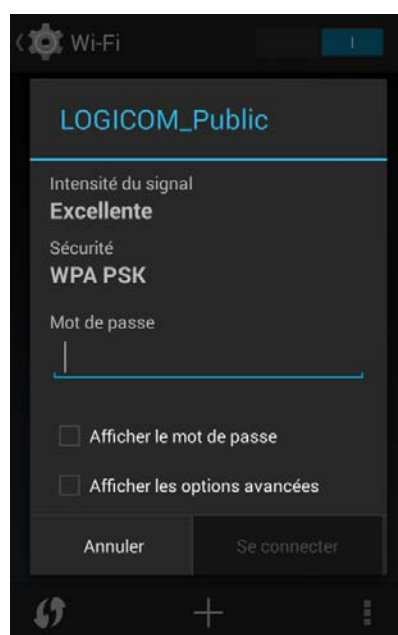 Wi-Fi
LOGICOM_Public
Intensité du signal
Excellente
Sécurité
WPA PSK
Mot de passe
Afficher le mot de passe
Afficher les options avancées
Annuler
Se connecter